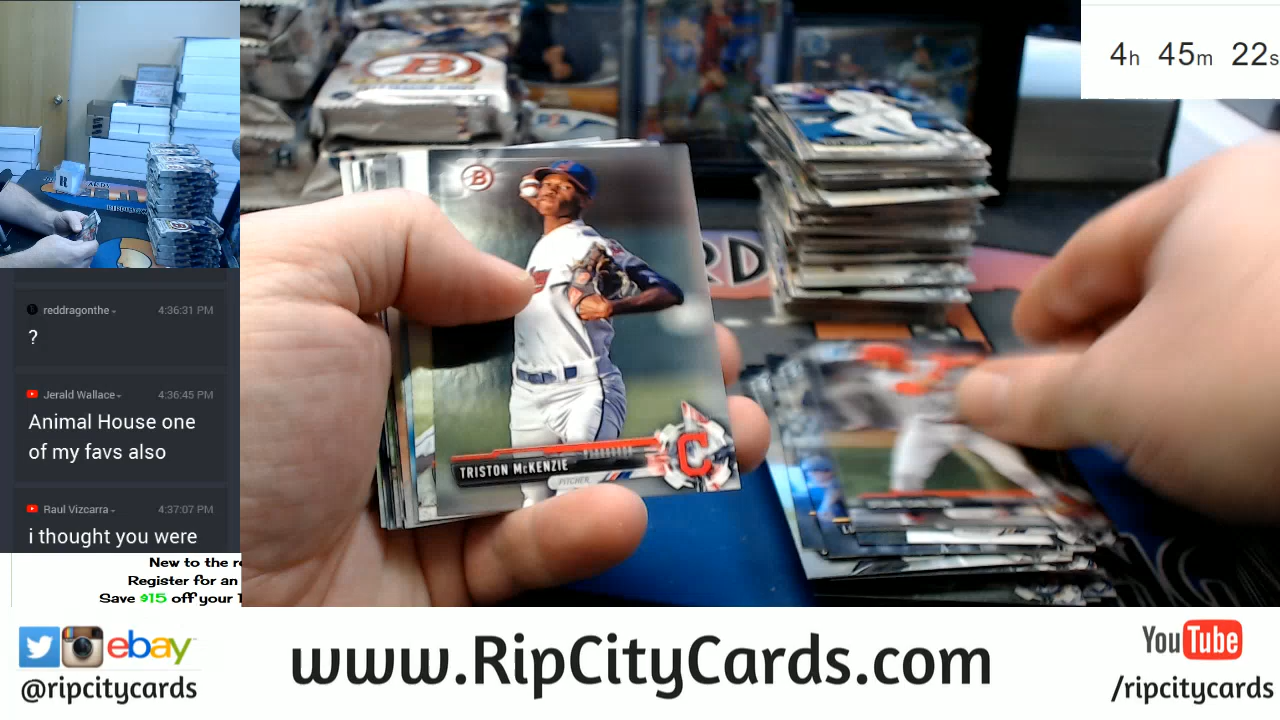 4h 45m 22s
B
TRISTON McKENZIE
PITCHER
C
RD
reddragonthe
4:36:31 PM
?
Jerald Wallace
4:36:45 PM
Animal House one
of my favs also
Raul Vizcarra
4:37:07 PM
i thought you were
New to the r
Register for an
Save $15 off your
ebay
@ripcitycards
www.RipCityCards.com
YouTube
/ripcitycards